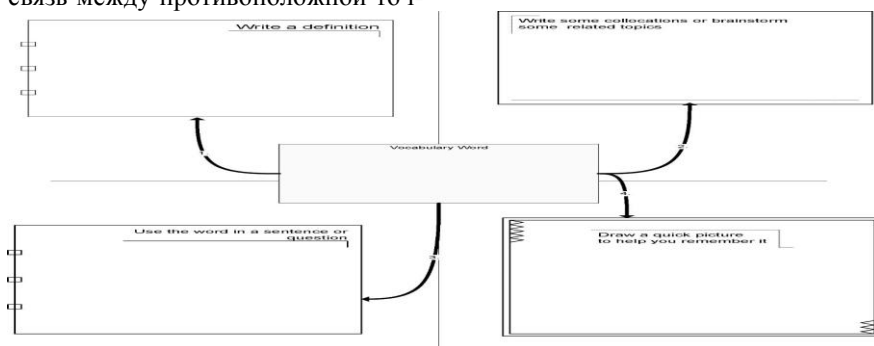 связь между противоположной
Write a definition
Write some collocations or brainstorm
some related topics
Vocabulary Word
Use the word in a sentence or
question
Draw a quick picture
to help you remember it